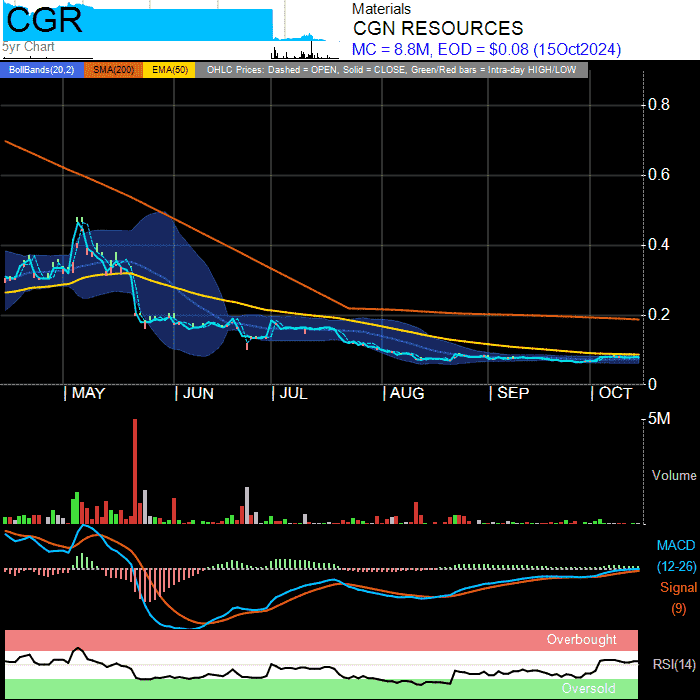 CGR
5yr Chart
Materials
CGN RESOURCES
MC = 8.8M, EOD = $0.08 (15Oct2024)
BollBands(20,2) SMA(200) EMA(50) OHLC Prices: Dashed = OPEN, Solid = CLOSE, Green/Red bars = Intra-day HIGH/LOW
0.8
0.6
0.4
0.2
0
MAY JUN JUL AUG SEP OCT
5M
Volume
MACD
(12-26)
Signal
(9)
Overbought
RSI(14)
Oversold